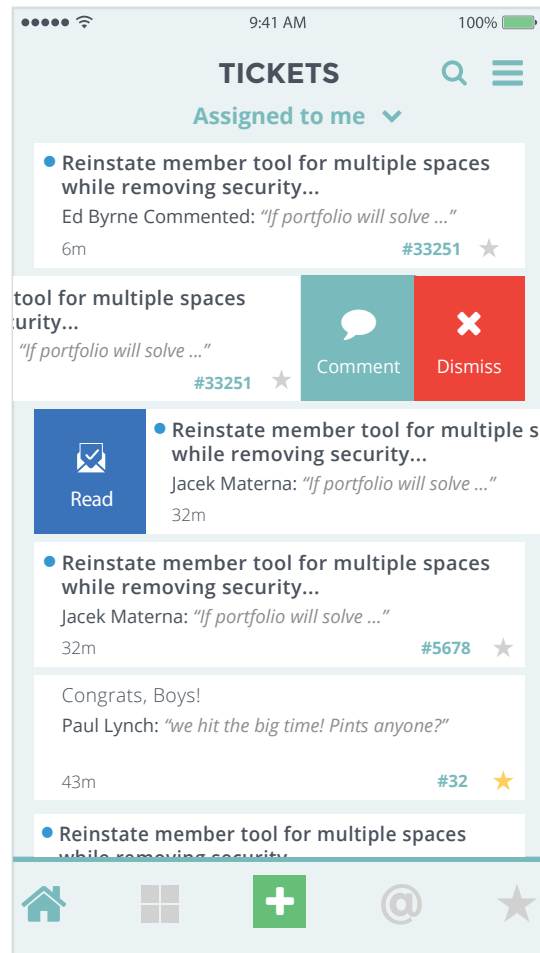 9:41 AM
100%
TICKETS
Assigned to me
Reinstate member tool for multiple spaces
while removing security...
Ed Byrne Commented: “If portfolio will solve ...”
6m
#33251
tool for multiple spaces
urity...
“If portfolio will solve ...”
#33251
Comment
Dismiss
Read
Reinstate member tool for multiple s
while removing security...
Jacek Materna: “If portfolio will solve ...”
32m
Reinstate member tool for multiple spaces
while removing security...
Jacek Materna: “If portfolio will solve ...”
32m
#5678
Congrats, Boys!
Paul Lynch: “we hit the big time! Pints anyone?”
43m
#32
Reinstate member tool for multiple spaces
while removing security
@